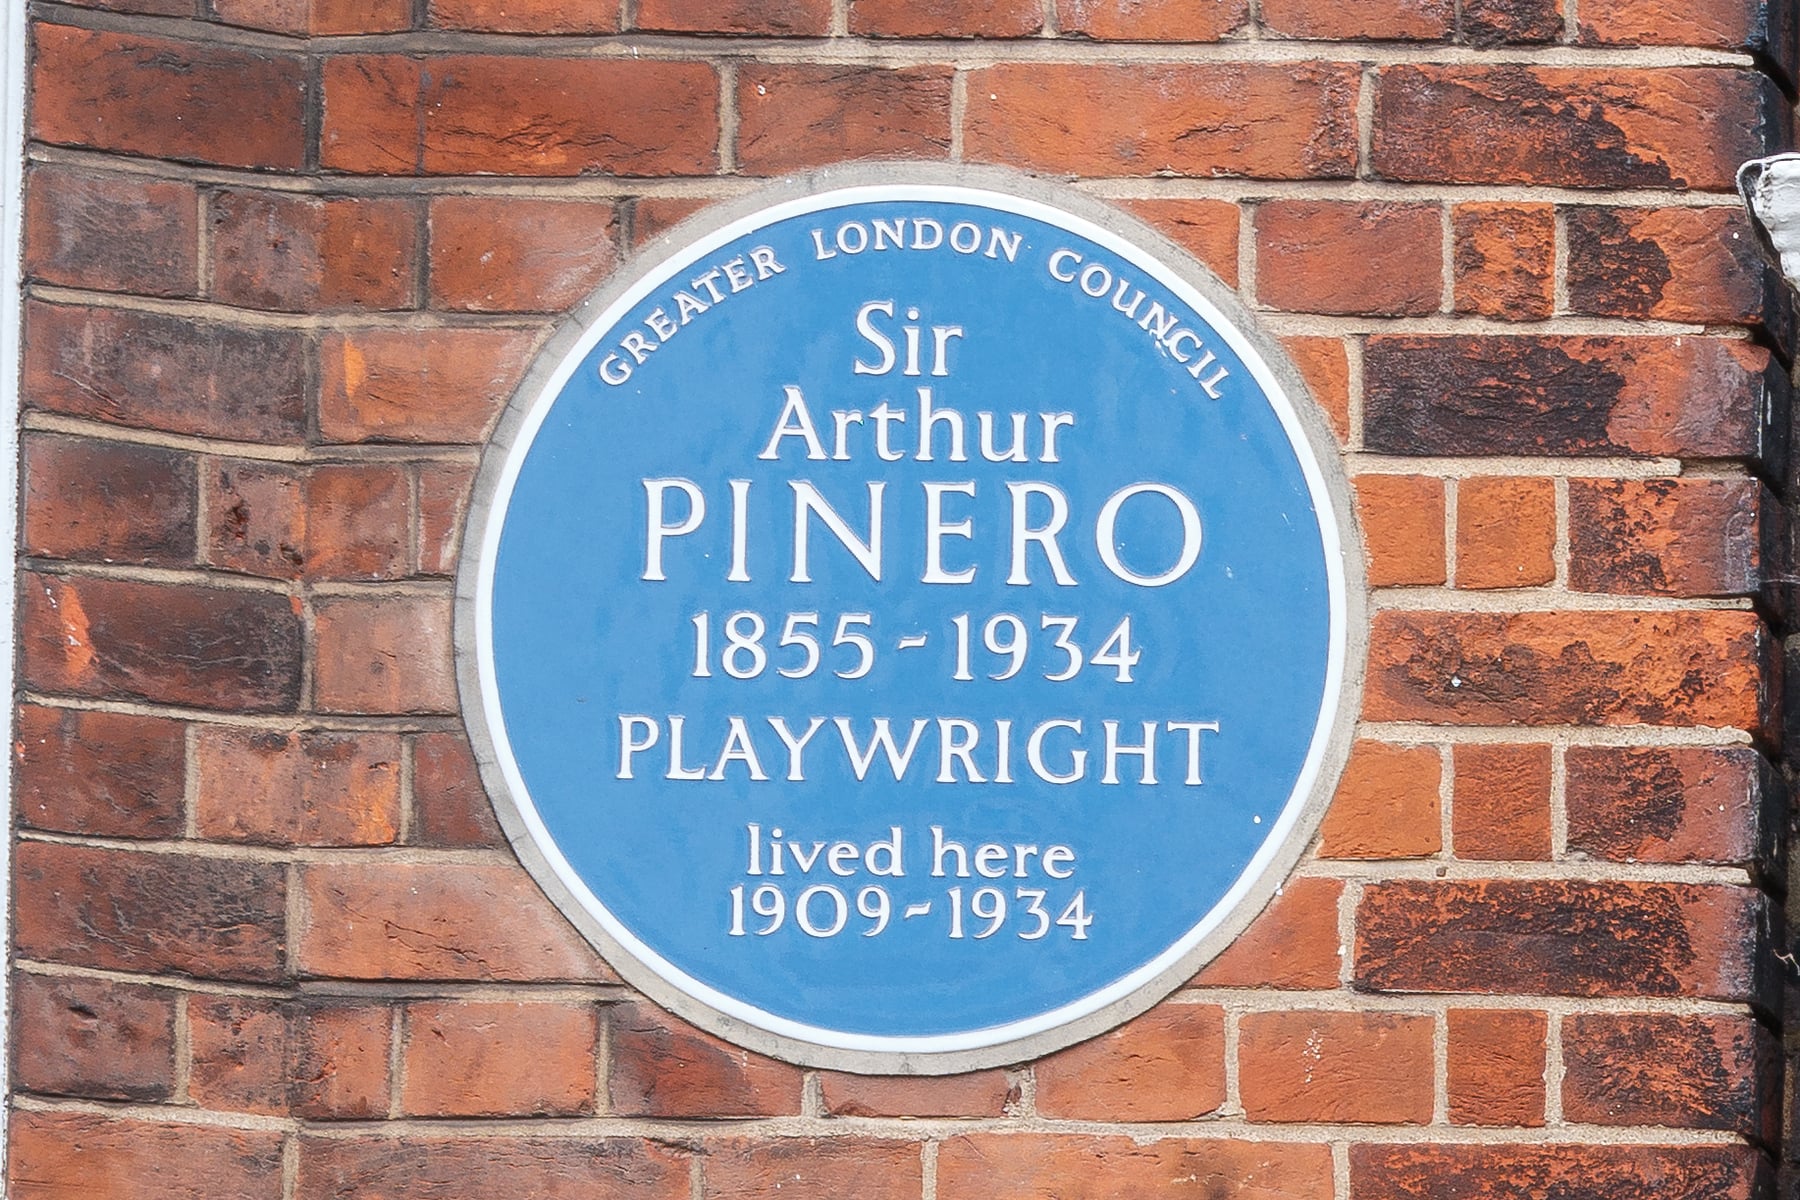 GREATER LONDON COUNCIL
Sir
Arthur
PINERO
1855-1934
PLAYWRIGHT
lived here
1909-1934